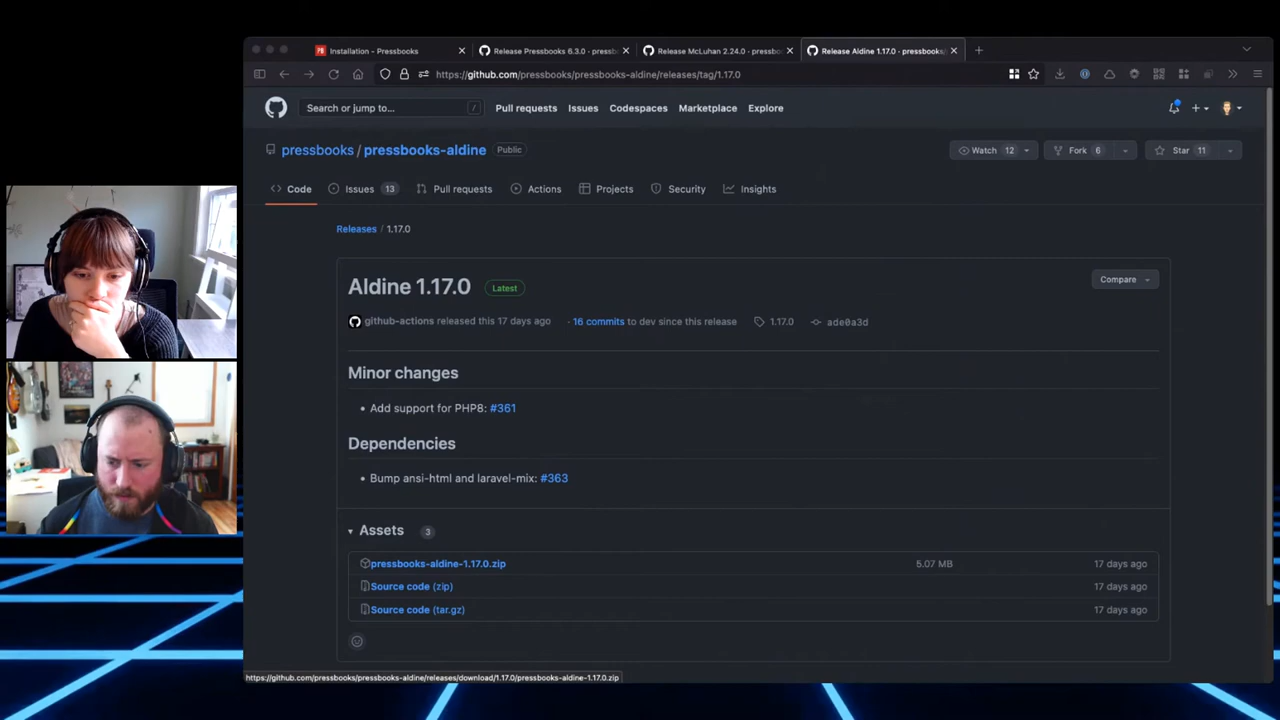 Installation - Pressbooks
Release Pressbooks 6.3.0 · pressb
Release McLuhan 2.24.0 · pressbo
Release Aldine 1.17.0 · pressbooks/
https://github.com/pressbooks/pressbooks-aldine/releases/tag/1.17.0
Search or jump to... /
Pull requests Issues Codespaces Marketplace Explore
pressbooks / pressbooks-aldine Public
Watch 12
Fork 6
Star 11
Code Issues 13 Pull requests Actions Projects Security Insights
Releases / 1.17.0
Aldine 1.17.0 Latest
Compare
github-actions released this 17 days ago · 16 commits to dev since this release 1.17.0 ade0a3d
Minor changes
• Add support for PHP8: #361
Dependencies
• Bump ansi-html and laravel-mix: #363
Assets 3
pressbooks-aldine-1.17.0.zip 5.07 MB 17 days ago
Source code (zip) 17 days ago
Source code (tar.gz) 17 days ago
https://github.com/pressbooks/pressbooks-aldine/releases/download/1.17.0/pressbooks-aldine-1.17.0.zip